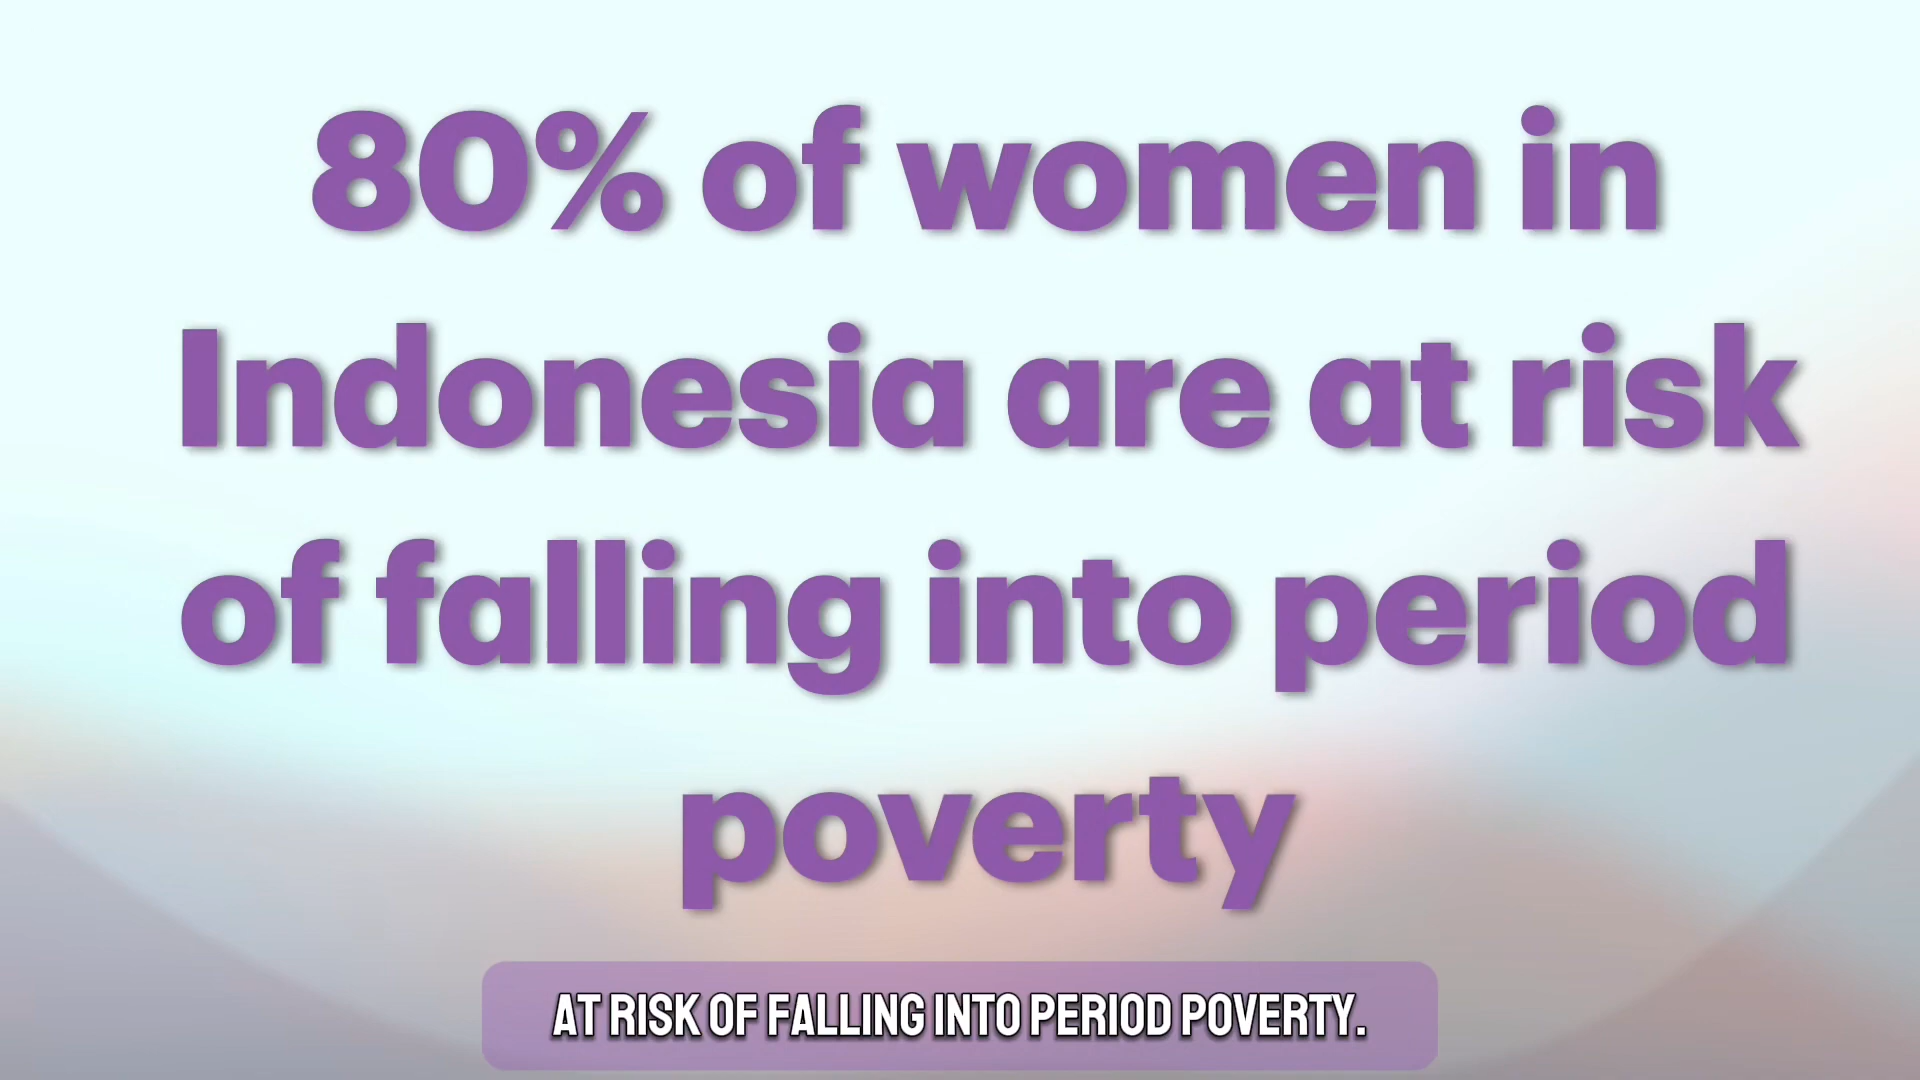 80% of women in
Indonesia are at risk
of falling into period
poverty
AT RISK OF FALLING INTO PERIOD POVERTY.